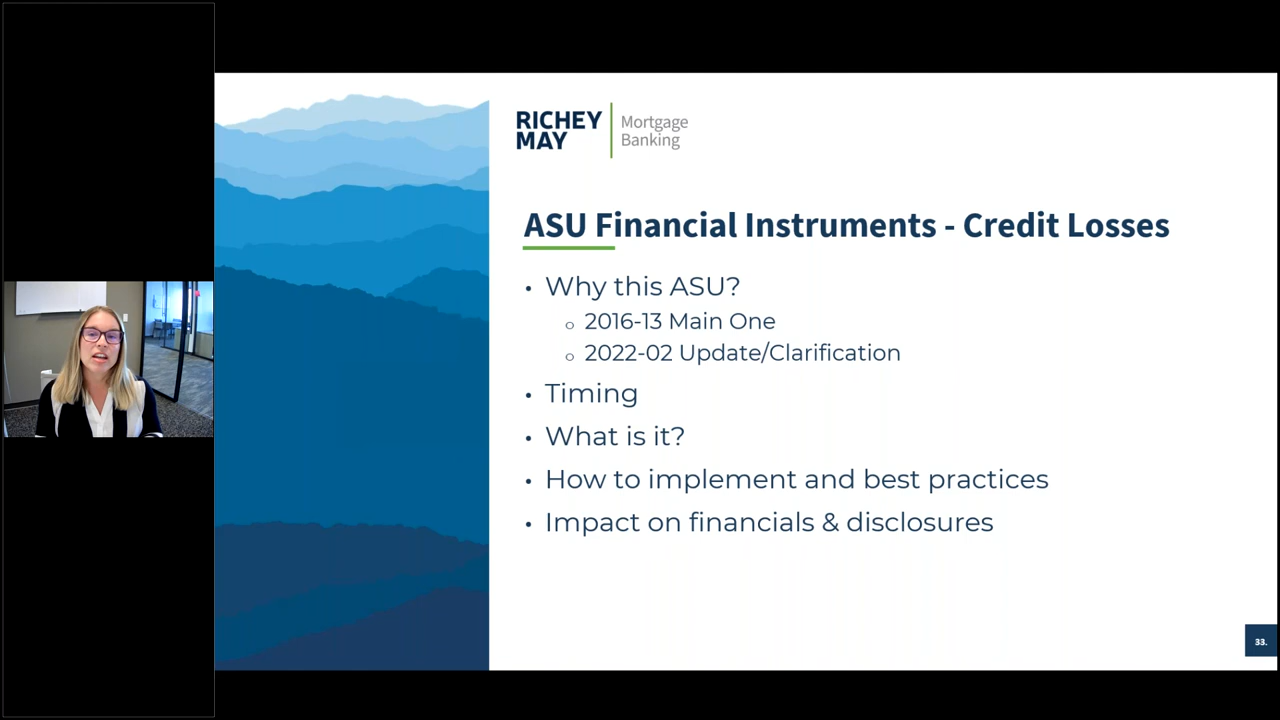 RICHEY
MAY
Mortgage
Banking
ASU Financial Instruments - Credit Losses
• Why this ASU?
o 2016-13 Main One
o 2022-02 Update/Clarification
• Timing
• What is it?
• How to implement and best practices
• Impact on financials & disclosures
33.